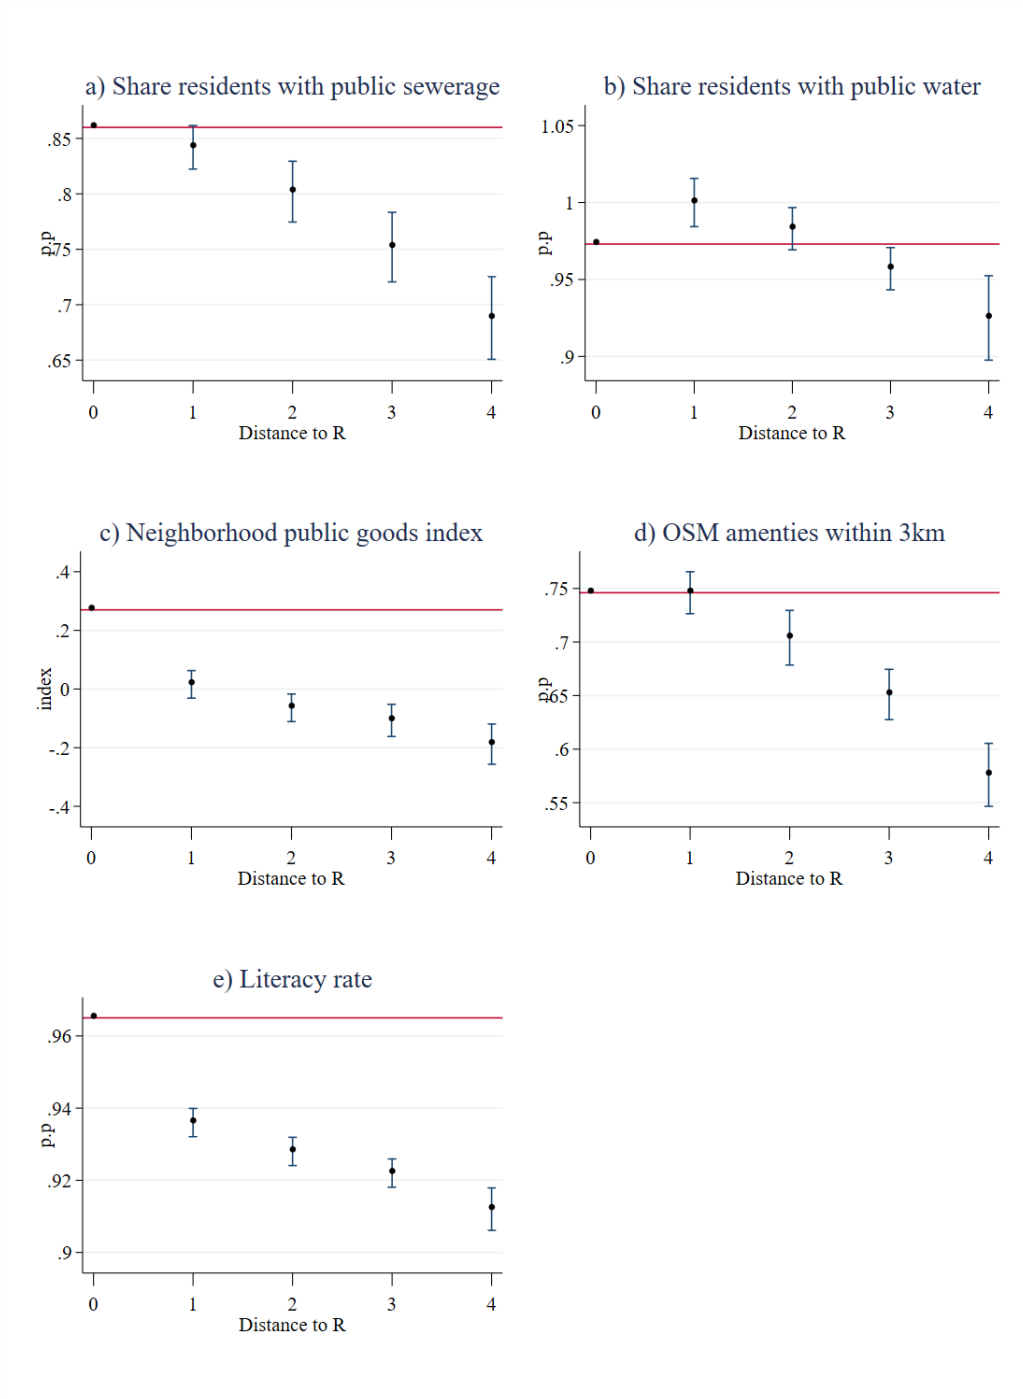 a) Share residents with public sewerage
.85
.8
.75
.7
.65
p.p
0 1 2 3 4
Distance to R
b) Share residents with public water
1.05
1
.95
.9
p.p
0 1 2 3 4
Distance to R
c) Neighborhood public goods index
.4
.2
0
-.2
-.4
index
0 1 2 3 4
Distance to R
d) OSM amenties within 3km
.75
.7
.65
.6
.55
p.p
0 1 2 3 4
Distance to R
e) Literacy rate
.96
.94
.92
.9
p.p
0 1 2 3 4
Distance to R